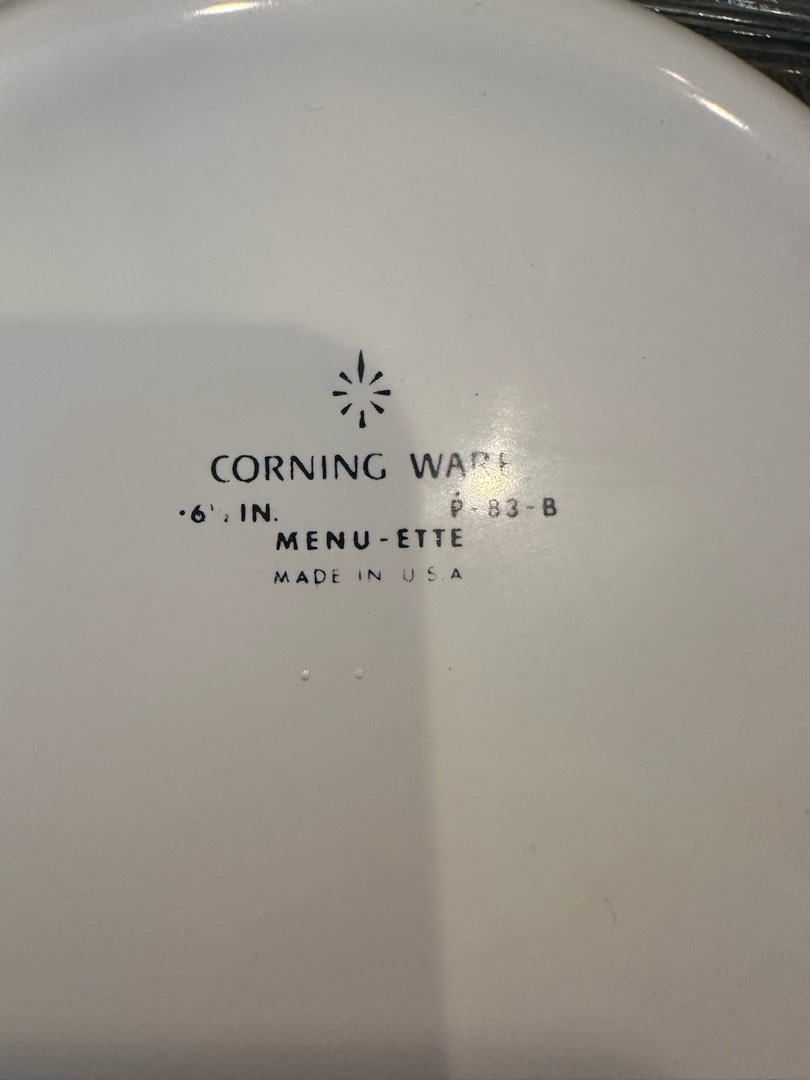 CORNING WARE
·6½ IN. P-83-B
MENU-ETTE
MADE IN U.S.A